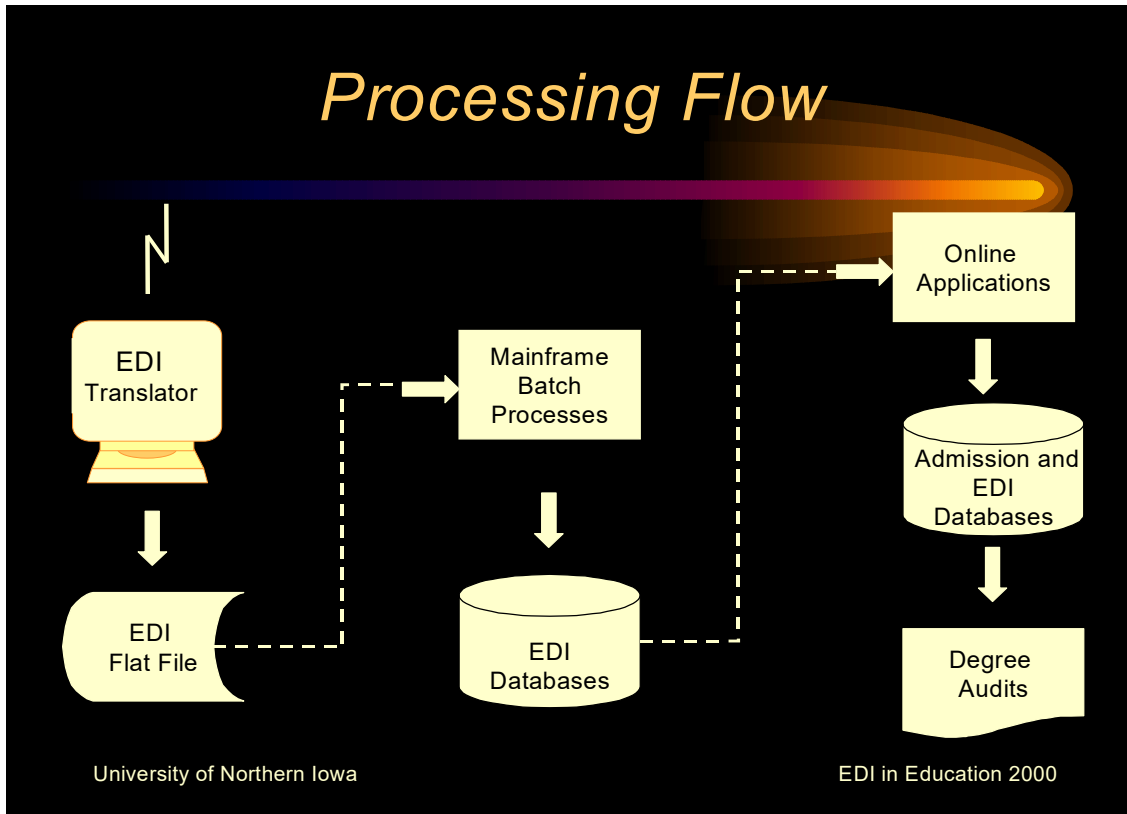 Processing Flow
EDI
Translator
EDI
Flat File
Mainframe
Batch
Processes
EDI
Databases
Online
Applications
Admission and
EDI
Databases
Degree
Audits
University of Northern Iowa
EDI in Education 2000